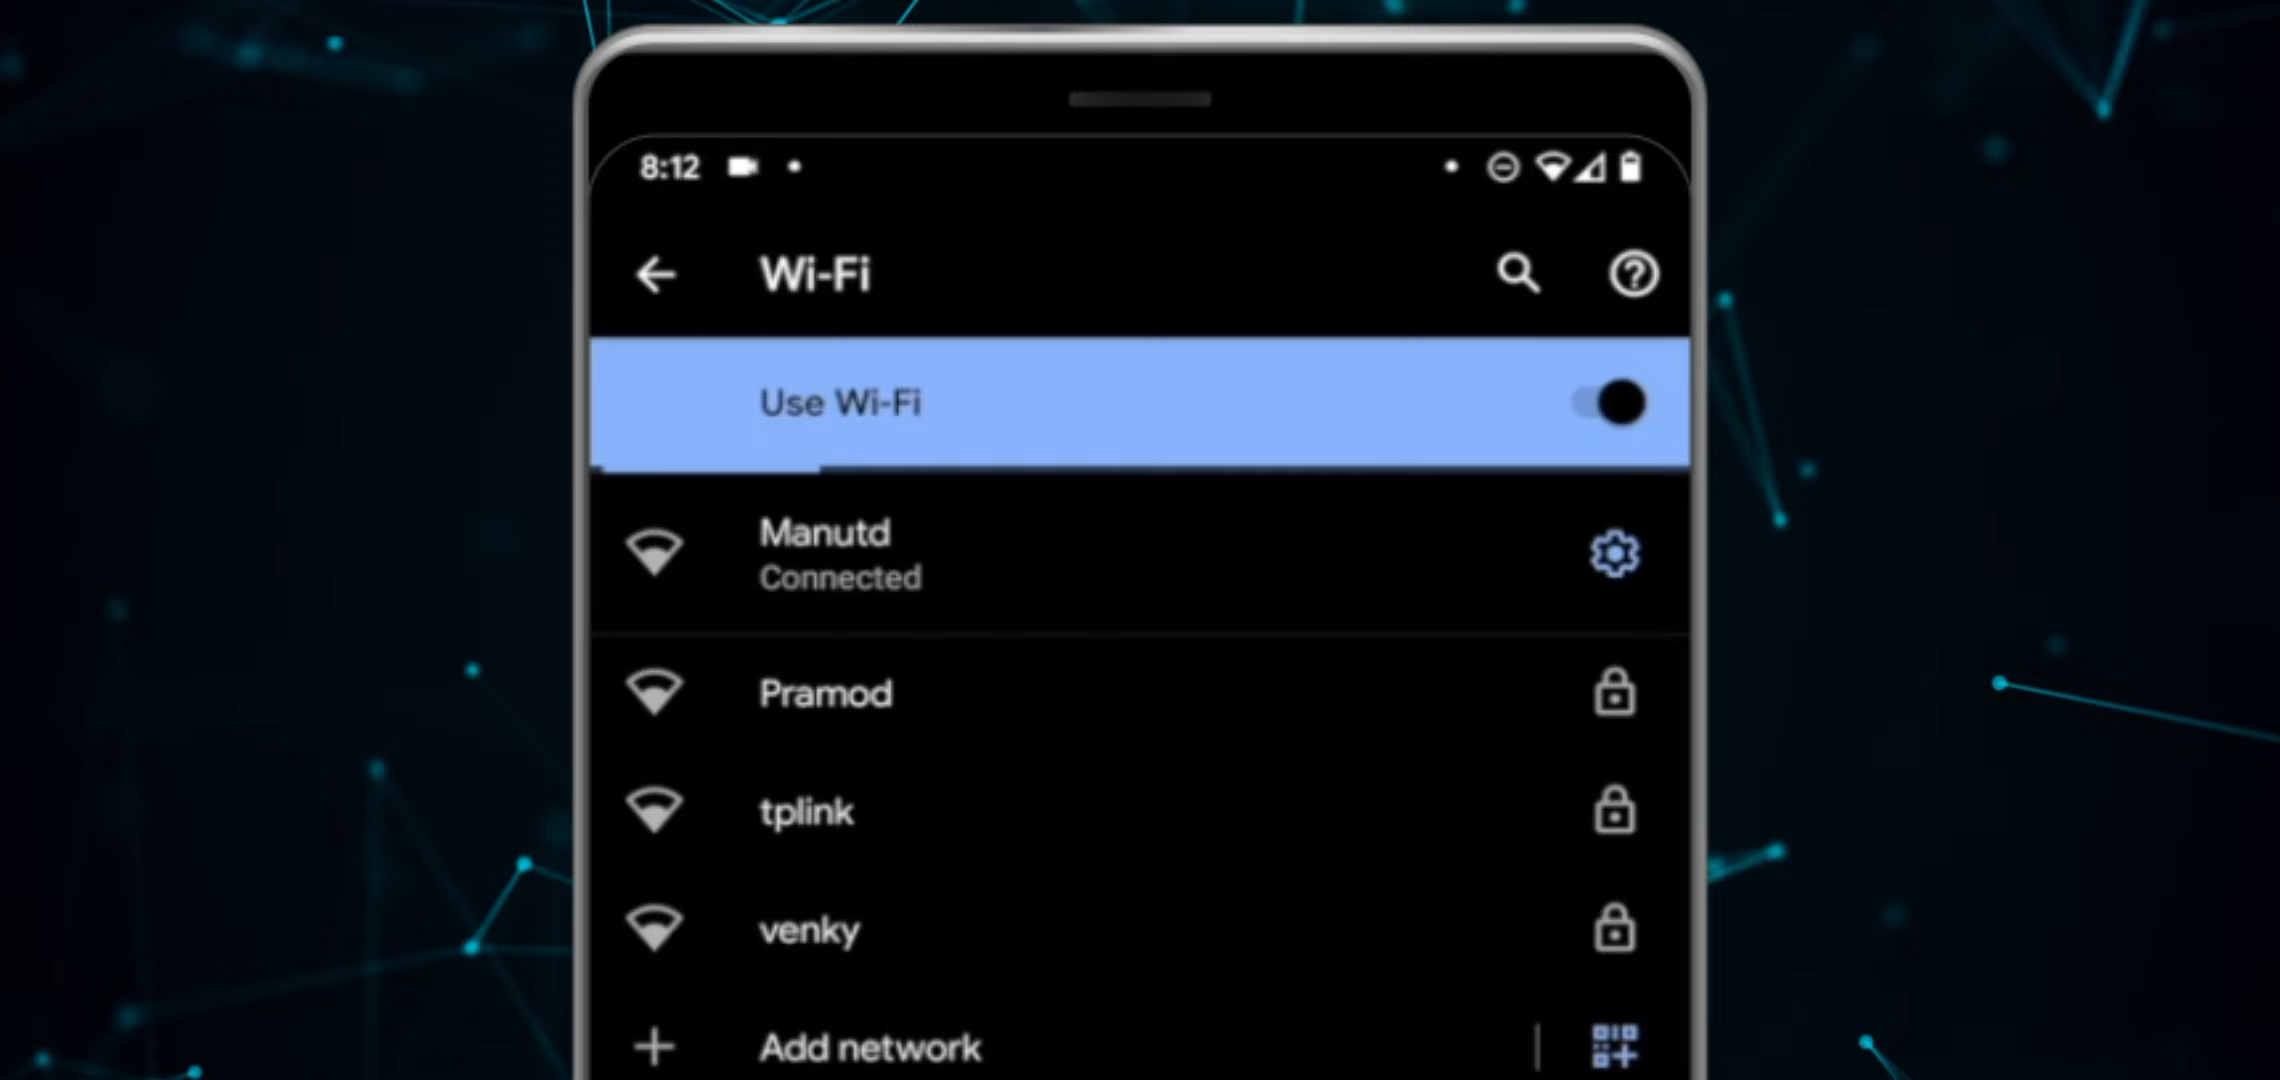 8:12
Wi-Fi
Use Wi-Fi
Manutd
Connected
Pramod
tplink
venky
Add network